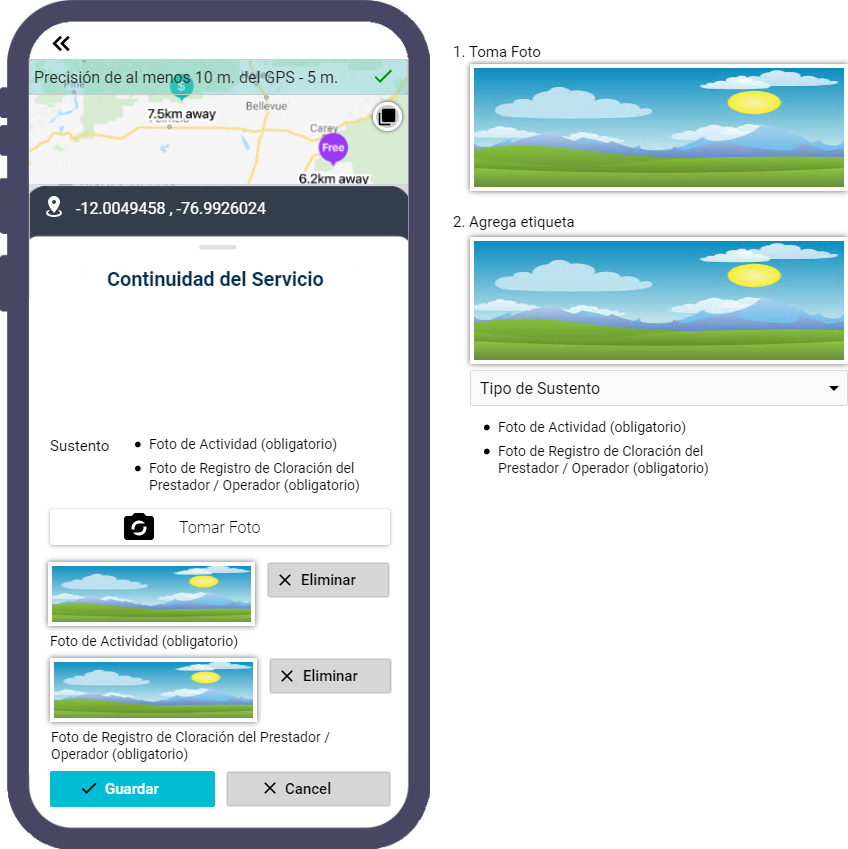 Precisión de al menos 10 m. del GPS - 5 m.
$
7.5km away
Bellevue
Carey
Free
6.2km away
-12.0049458 , -76.9926024
Continuidad del Servicio
Sustento
• Foto de Actividad (obligatorio)
• Foto de Registro de Cloración del
Prestador / Operador (obligatorio)
Tomar Foto
Eliminar
Foto de Actividad (obligatorio)
Eliminar
Foto de Registro de Cloración del Prestador /
Operador (obligatorio)
Guardar
Cancel
1. Toma Foto
2. Agrega etiqueta
Tipo de Sustento
• Foto de Actividad (obligatorio)
• Foto de Registro de Cloración del
Prestador / Operador (obligatorio)